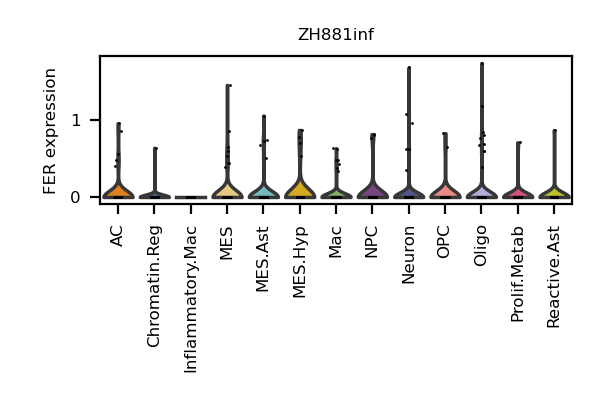 ZH881inf
FER expression
1
0
AC
Chromatin.Reg
Inflammatory.Mac
MES
MES.Ast
MES.Hyp
Mac
NPC
Neuron
OPC
Oligo
Prolif.Metab
Reactive.Ast